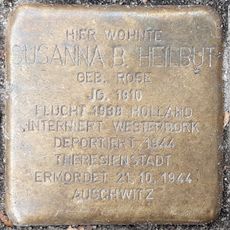 HIER WOHNTE
SUSANNA B. HEILBUT
GEB. ROSE
JG. 1910
FLUCHT 1938 HOLLAND
INTERNIERT WESTERBORK
DEPORTIERT 1944
THERESIENSTADT
ERMORDET 21.10.1944
AUSCHWITZ